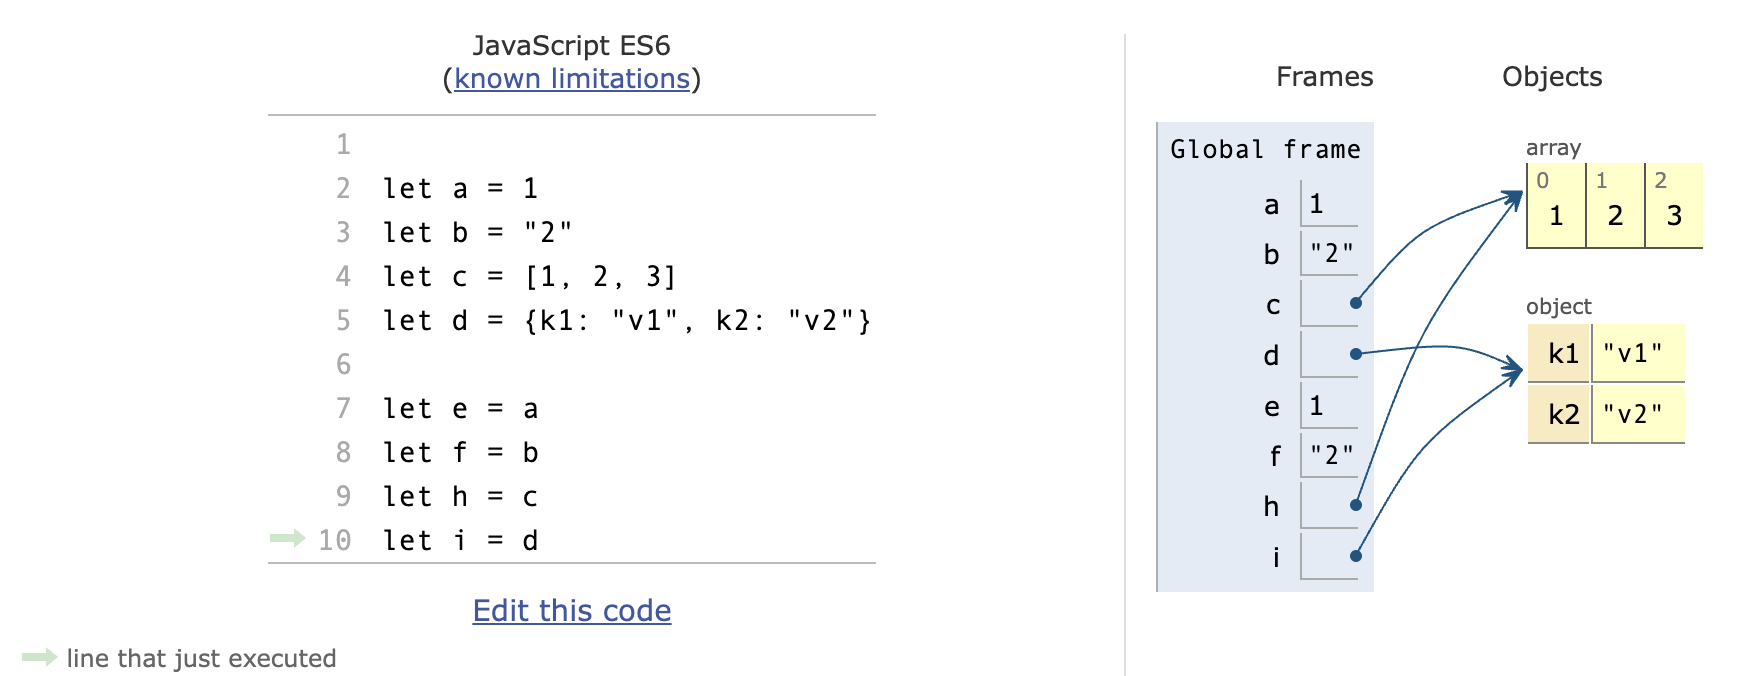 JavaScript ES6
(known limitations)
1
2 let a = 1
3 let b = "2"
4 let c = [1, 2, 3]
5 let d = {k1: "v1", k2: "v2"}
6
7 let e = a
8 let f = b
9 let h = c
10 let i = d
Edit this code
line that just executed
Frames
Objects
Global frame
a 1
b "2"
c
d
e 1
f "2"
h
i
array
0 1 2
1 2 3
object
k1 "v1"
k2 "v2"